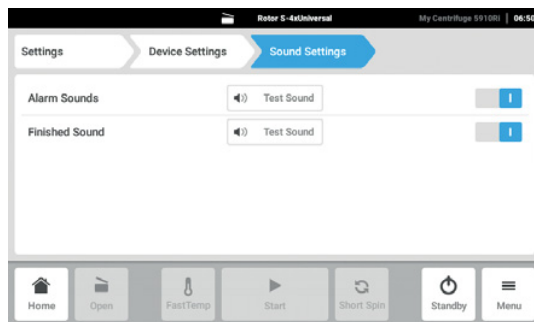 Rotor S-4xUniversal My Centrifuge 5910Ri | 06:50
Settings Device Settings Sound Settings
Alarm Sounds Test Sound I
Finished Sound Test Sound I
Home Open FastTemp Start Short Spin Standby Menu